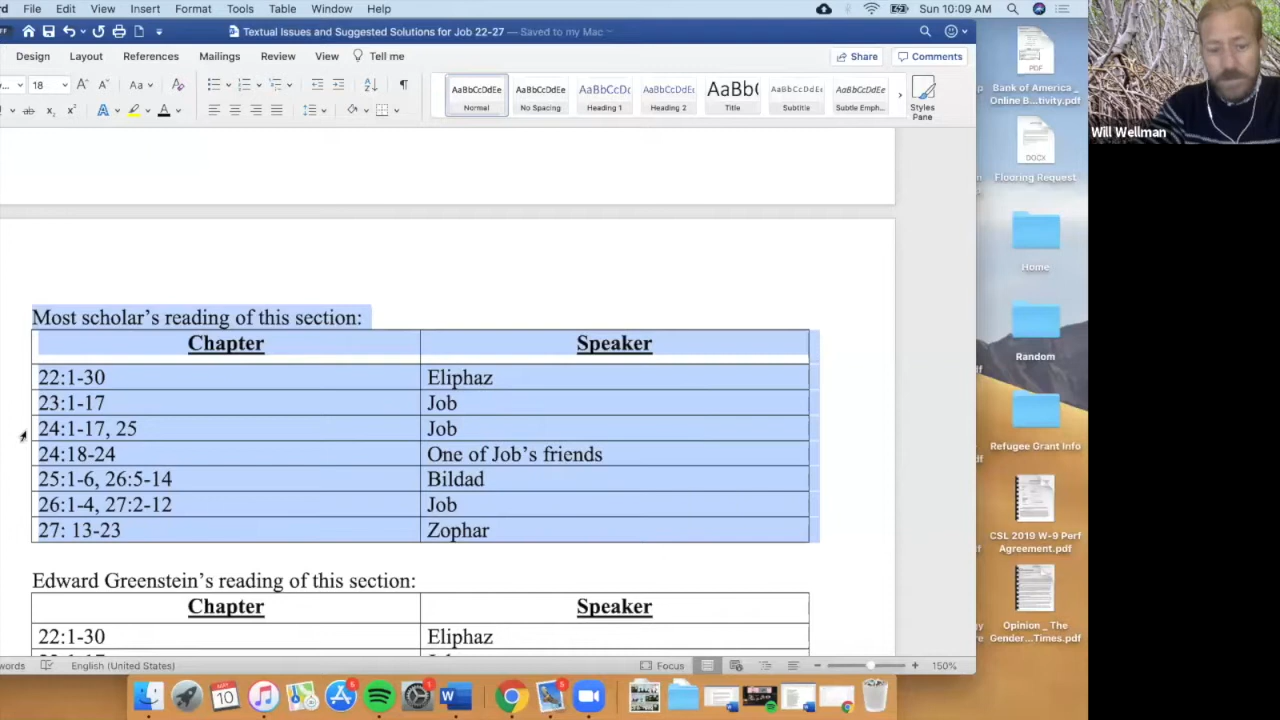 rd File Edit View Insert Format Tools Table Window Help Sun 10:09 AM
Textual Issues and Suggested Solutions for Job 22-27 — Saved to my Mac
Design Layout References Mailings Review View Tell me Share Comments
18 Aa
AaBbCcDdEe AaBbCcDdEe AaBbCcDc AaBbCcDdEe AaBb( AaBbCcDdEe AaBbCcDdEe
Normal No Spacing Heading 1 Heading 2 Title Subtitle Subtle Emph... Styles
Pane
Most scholar's reading of this section:
Chapter Speaker
22:1-30 Eliphaz
23:1-17 Job
24:1-17, 25 Job
24:18-24 One of Job's friends
25:1-6, 26:5-14 Bildad
26:1-4, 27:2-12 Job
27: 13-23 Zophar
Edward Greenstein's reading of this section:
Chapter Speaker
22:1-30 Eliphaz
words English (United States) Focus 150%
PDF
Bank of America _
Online B...tivity.pdf
DOCX
Flooring Request
Home
Random
Refugee Grant Info
CSL 2019 W-9 Perf
Agreement.pdf
Opinion _ The
Gender...Times.pdf
Will Wellman
10